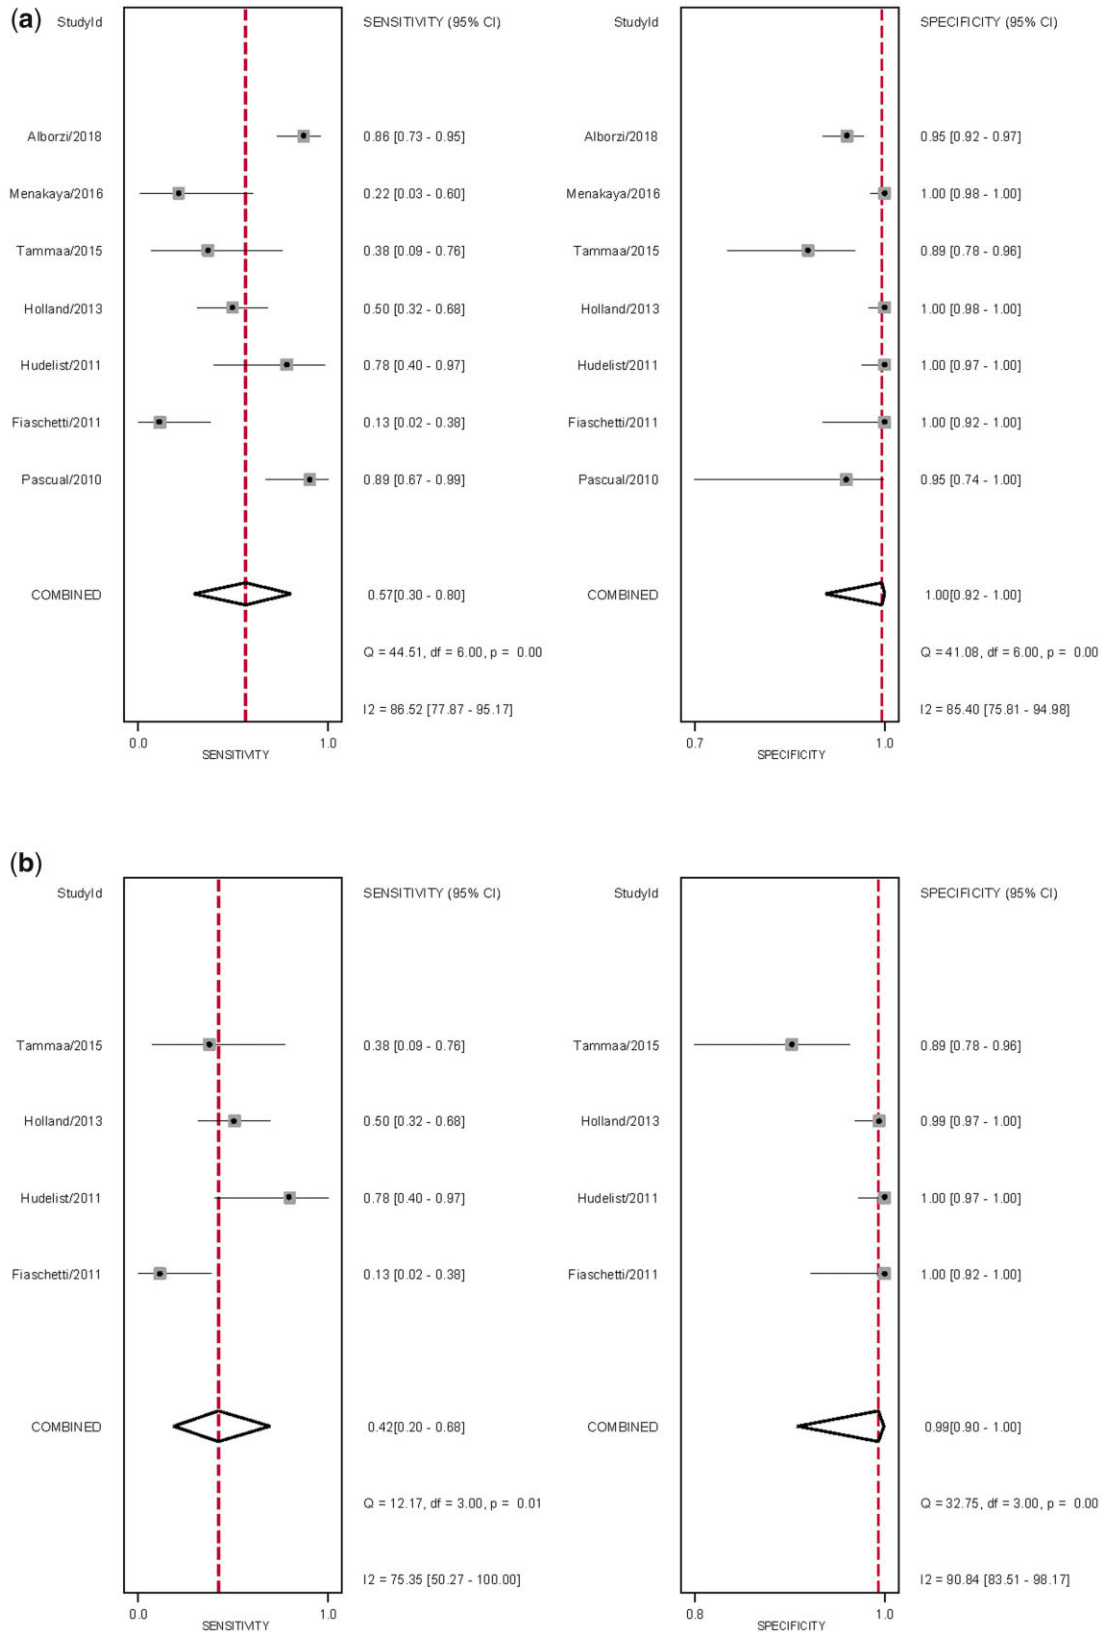 (a)
StudyId SENSITIVITY (95% CI) StudyId SPECIFICITY (95% CI)
Alborzi/2018 0.86 [0.73 - 0.95] Alborzi/2018 0.95 [0.92 - 0.97]
Menakaya/2016 0.22 [0.03 - 0.60] Menakaya/2016 1.00 [0.98 - 1.00]
Tammaa/2015 0.38 [0.09 - 0.76] Tammaa/2015 0.89 [0.78 - 0.96]
Holland/2013 0.50 [0.32 - 0.68] Holland/2013 1.00 [0.98 - 1.00]
Hudelist/2011 0.78 [0.40 - 0.97] Hudelist/2011 1.00 [0.97 - 1.00]
Fiaschetti/2011 0.13 [0.02 - 0.38] Fiaschetti/2011 1.00 [0.92 - 1.00]
Pascual/2010 0.89 [0.67 - 0.99] Pascual/2010 0.95 [0.74 - 1.00]
COMBINED 0.57[0.30 - 0.80] COMBINED 1.00[0.92 - 1.00]
Q = 44.51, df = 6.00, p = 0.00 Q = 41.08, df = 6.00, p = 0.00
I2 = 86.52 [77.87 - 95.17] I2 = 85.40 [75.81 - 94.98]
0.0 1.0 0.7 1.0
SENSITIVITY SPECIFICITY
(b)
StudyId SENSITIVITY (95% CI) StudyId SPECIFICITY (95% CI)
Tammaa/2015 0.38 [0.09 - 0.76] Tammaa/2015 0.89 [0.78 - 0.96]
Holland/2013 0.50 [0.32 - 0.68] Holland/2013 0.99 [0.97 - 1.00]
Hudelist/2011 0.78 [0.40 - 0.97] Hudelist/2011 1.00 [0.97 - 1.00]
Fiaschetti/2011 0.13 [0.02 - 0.38] Fiaschetti/2011 1.00 [0.92 - 1.00]
COMBINED 0.42[0.20 - 0.68] COMBINED 0.99[0.90 - 1.00]
Q = 12.17, df = 3.00, p = 0.01 Q = 32.75, df = 3.00, p = 0.00
I2 = 75.35 [50.27 - 100.00] I2 = 90.84 [83.51 - 98.17]
0.0 1.0 0.8 1.0
SENSITIVITY SPECIFICITY